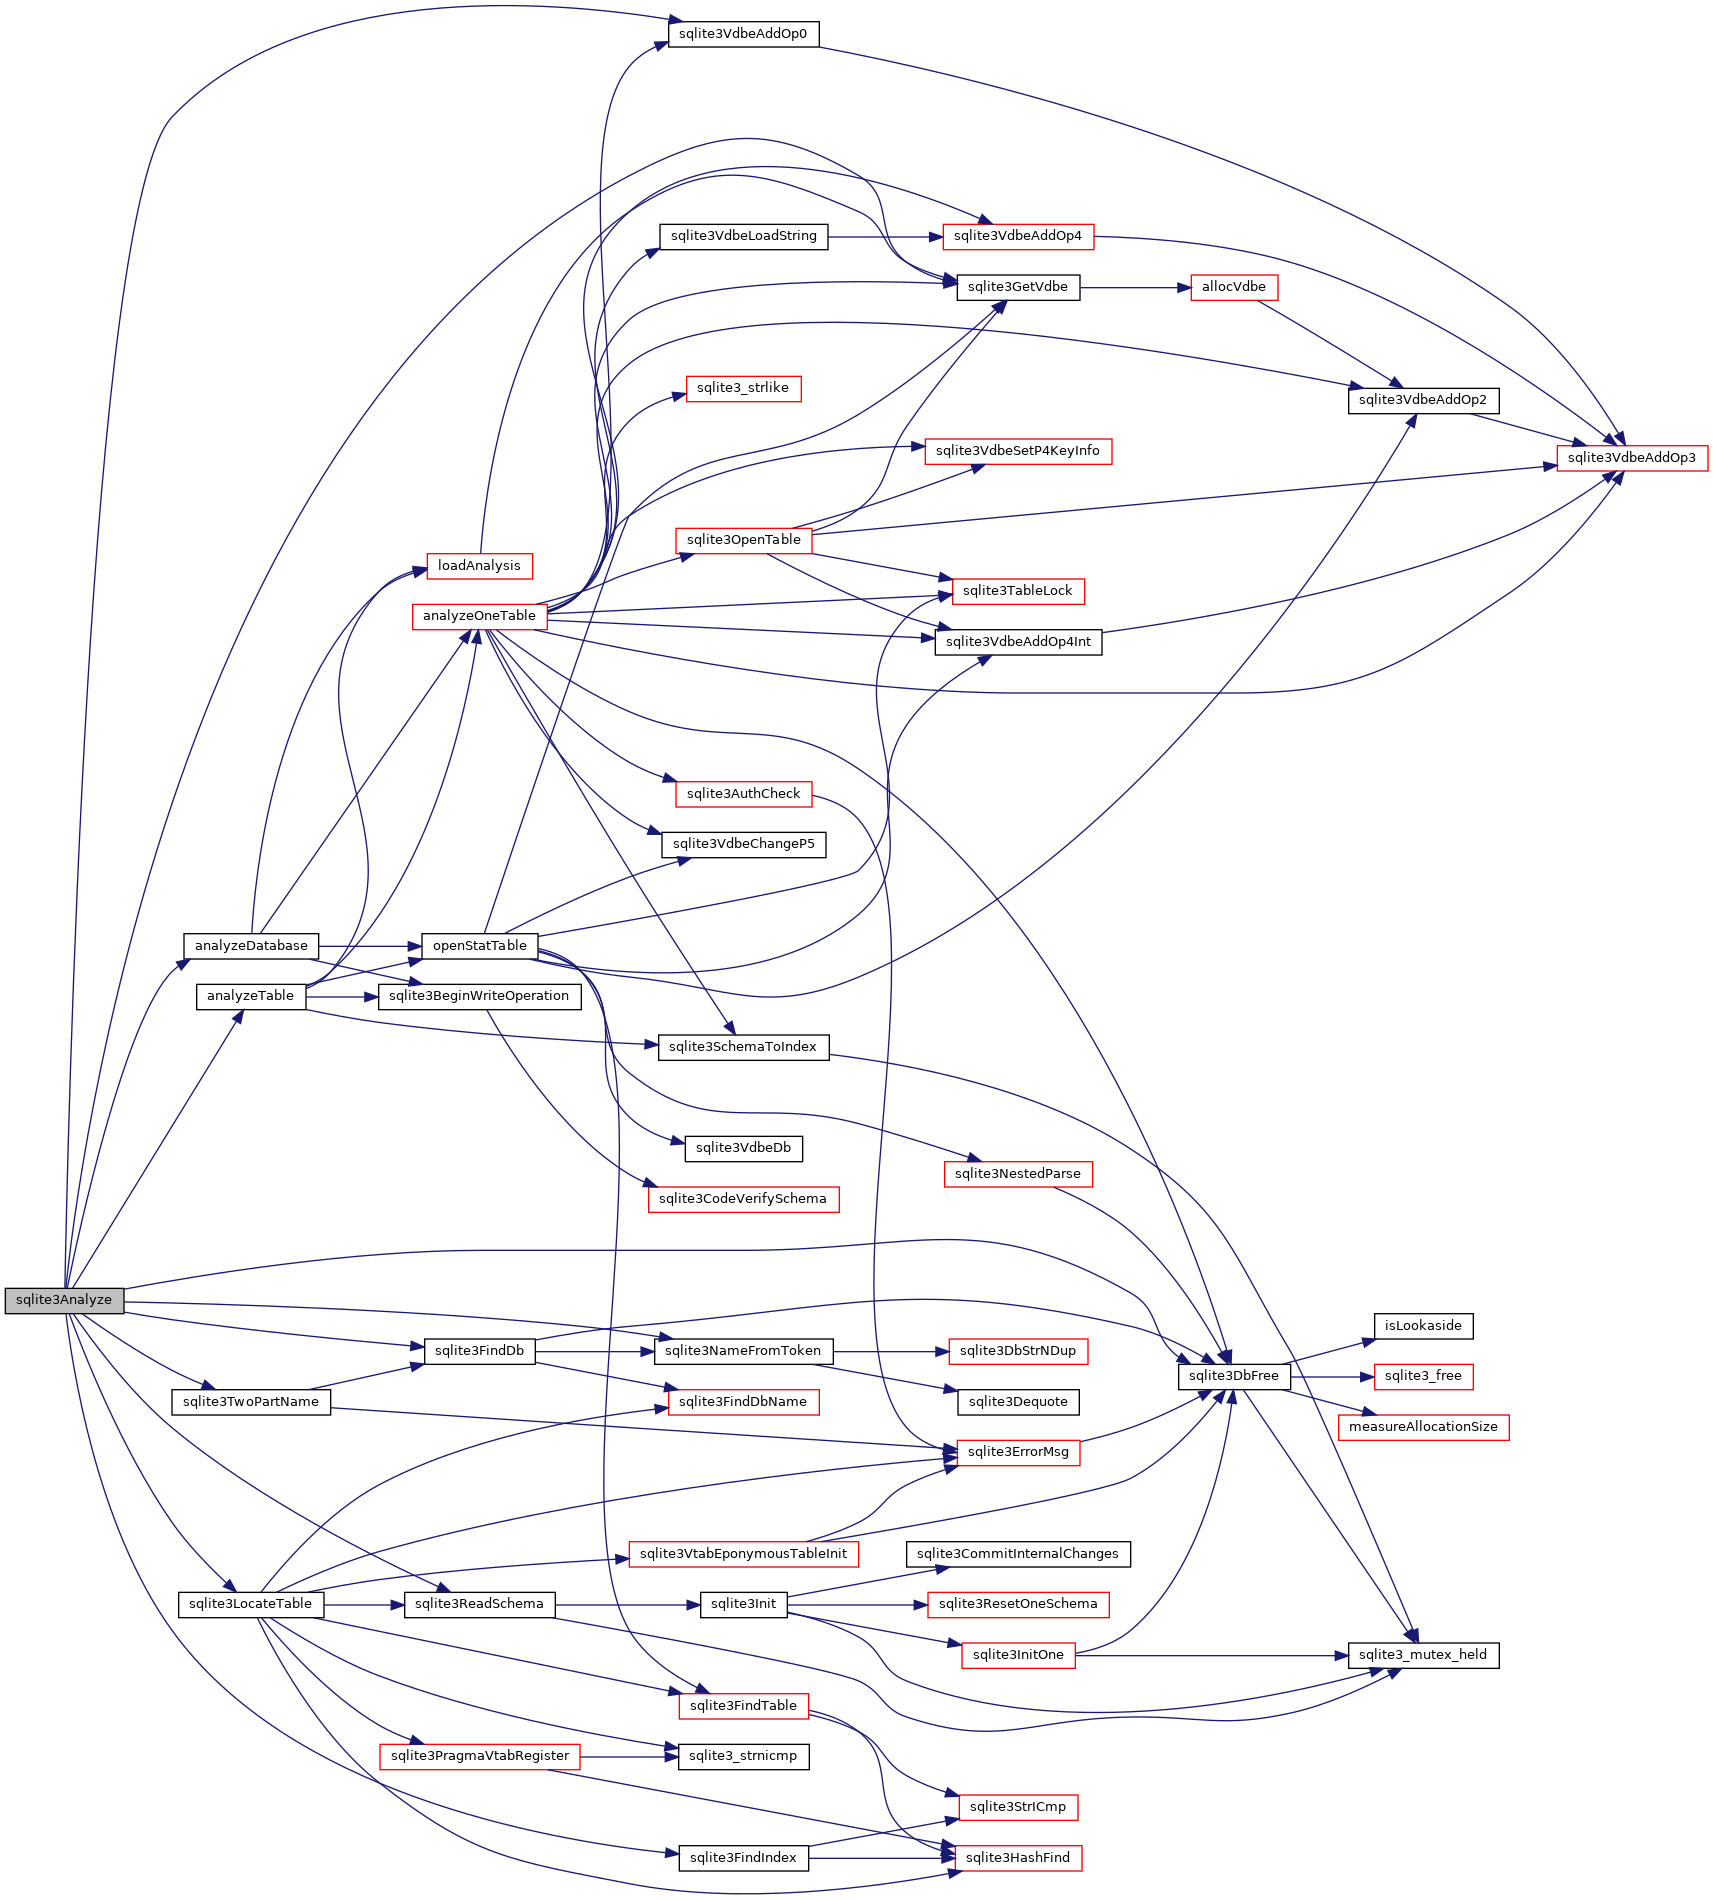 sqlite3VdbeAddOp0
sqlite3VdbeLoadString
sqlite3VdbeAddOp4
sqlite3GetVdbe
allocVdbe
sqlite3_strlike
sqlite3VdbeAddOp2
sqlite3VdbeSetP4KeyInfo
sqlite3VdbeAddOp3
sqlite3OpenTable
loadAnalysis
sqlite3TableLock
analyzeOneTable
sqlite3VdbeAddOp4Int
sqlite3AuthCheck
sqlite3VdbeChangeP5
analyzeDatabase
openStatTable
analyzeTable
sqlite3BeginWriteOperation
sqlite3SchemaToIndex
sqlite3VdbeDb
sqlite3NestedParse
sqlite3CodeVerifySchema
sqlite3Analyze
isLookaside
sqlite3FindDb
sqlite3NameFromToken
sqlite3DbStrNDup
sqlite3DbFree
sqlite3_free
sqlite3TwoPartName
sqlite3FindDbName
sqlite3Dequote
measureAllocationSize
sqlite3ErrorMsg
sqlite3VtabEponymousTableInit
sqlite3CommitInternalChanges
sqlite3LocateTable
sqlite3ReadSchema
sqlite3Init
sqlite3ResetOneSchema
sqlite3InitOne
sqlite3_mutex_held
sqlite3FindTable
sqlite3PragmaVtabRegister
sqlite3_strnicmp
sqlite3StrICmp
sqlite3FindIndex
sqlite3HashFind